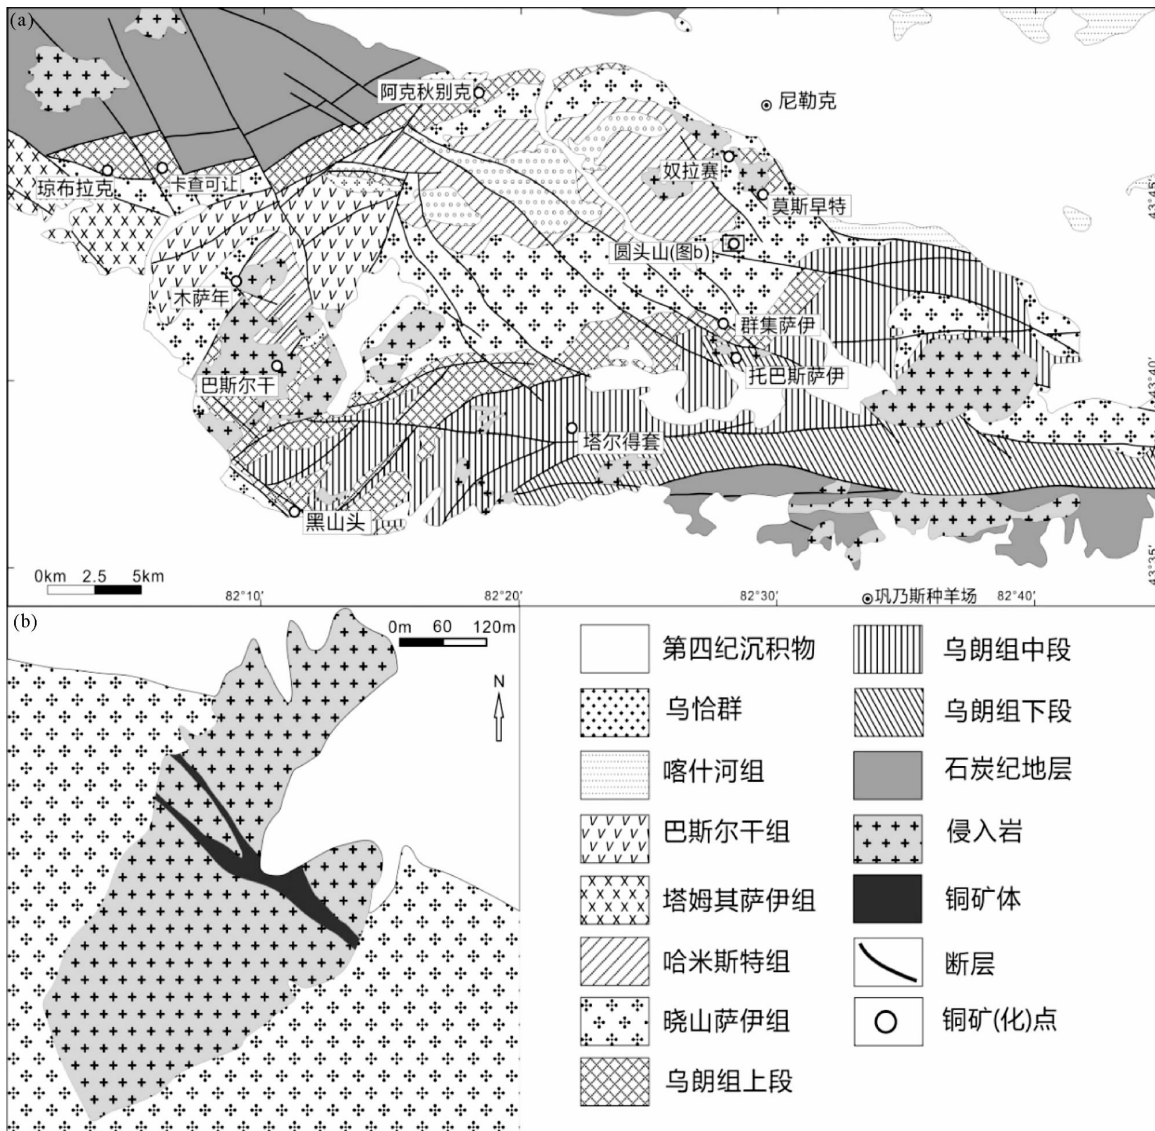 (a)
阿克秋别克
尼勒克
奴拉赛
琼布拉克
卡查可让
莫斯早特
43°45'
圆头山(图b)
木萨年
群集萨伊
巴斯尔干
托巴斯萨伊
43°40'
塔尔得套
黑山头
43°35'
0km 2.5 5km
82°10' 82°20' 82°30' 82°40'
巩乃斯种羊场
(b)
0m 60 120m
N
第四纪沉积物
乌恰群
喀什河组
巴斯尔干组
塔姆其萨伊组
哈米斯特组
晓山萨伊组
乌朗组上段
乌朗组中段
乌朗组下段
石炭纪地层
侵入岩
铜矿体
断层
铜矿(化)点